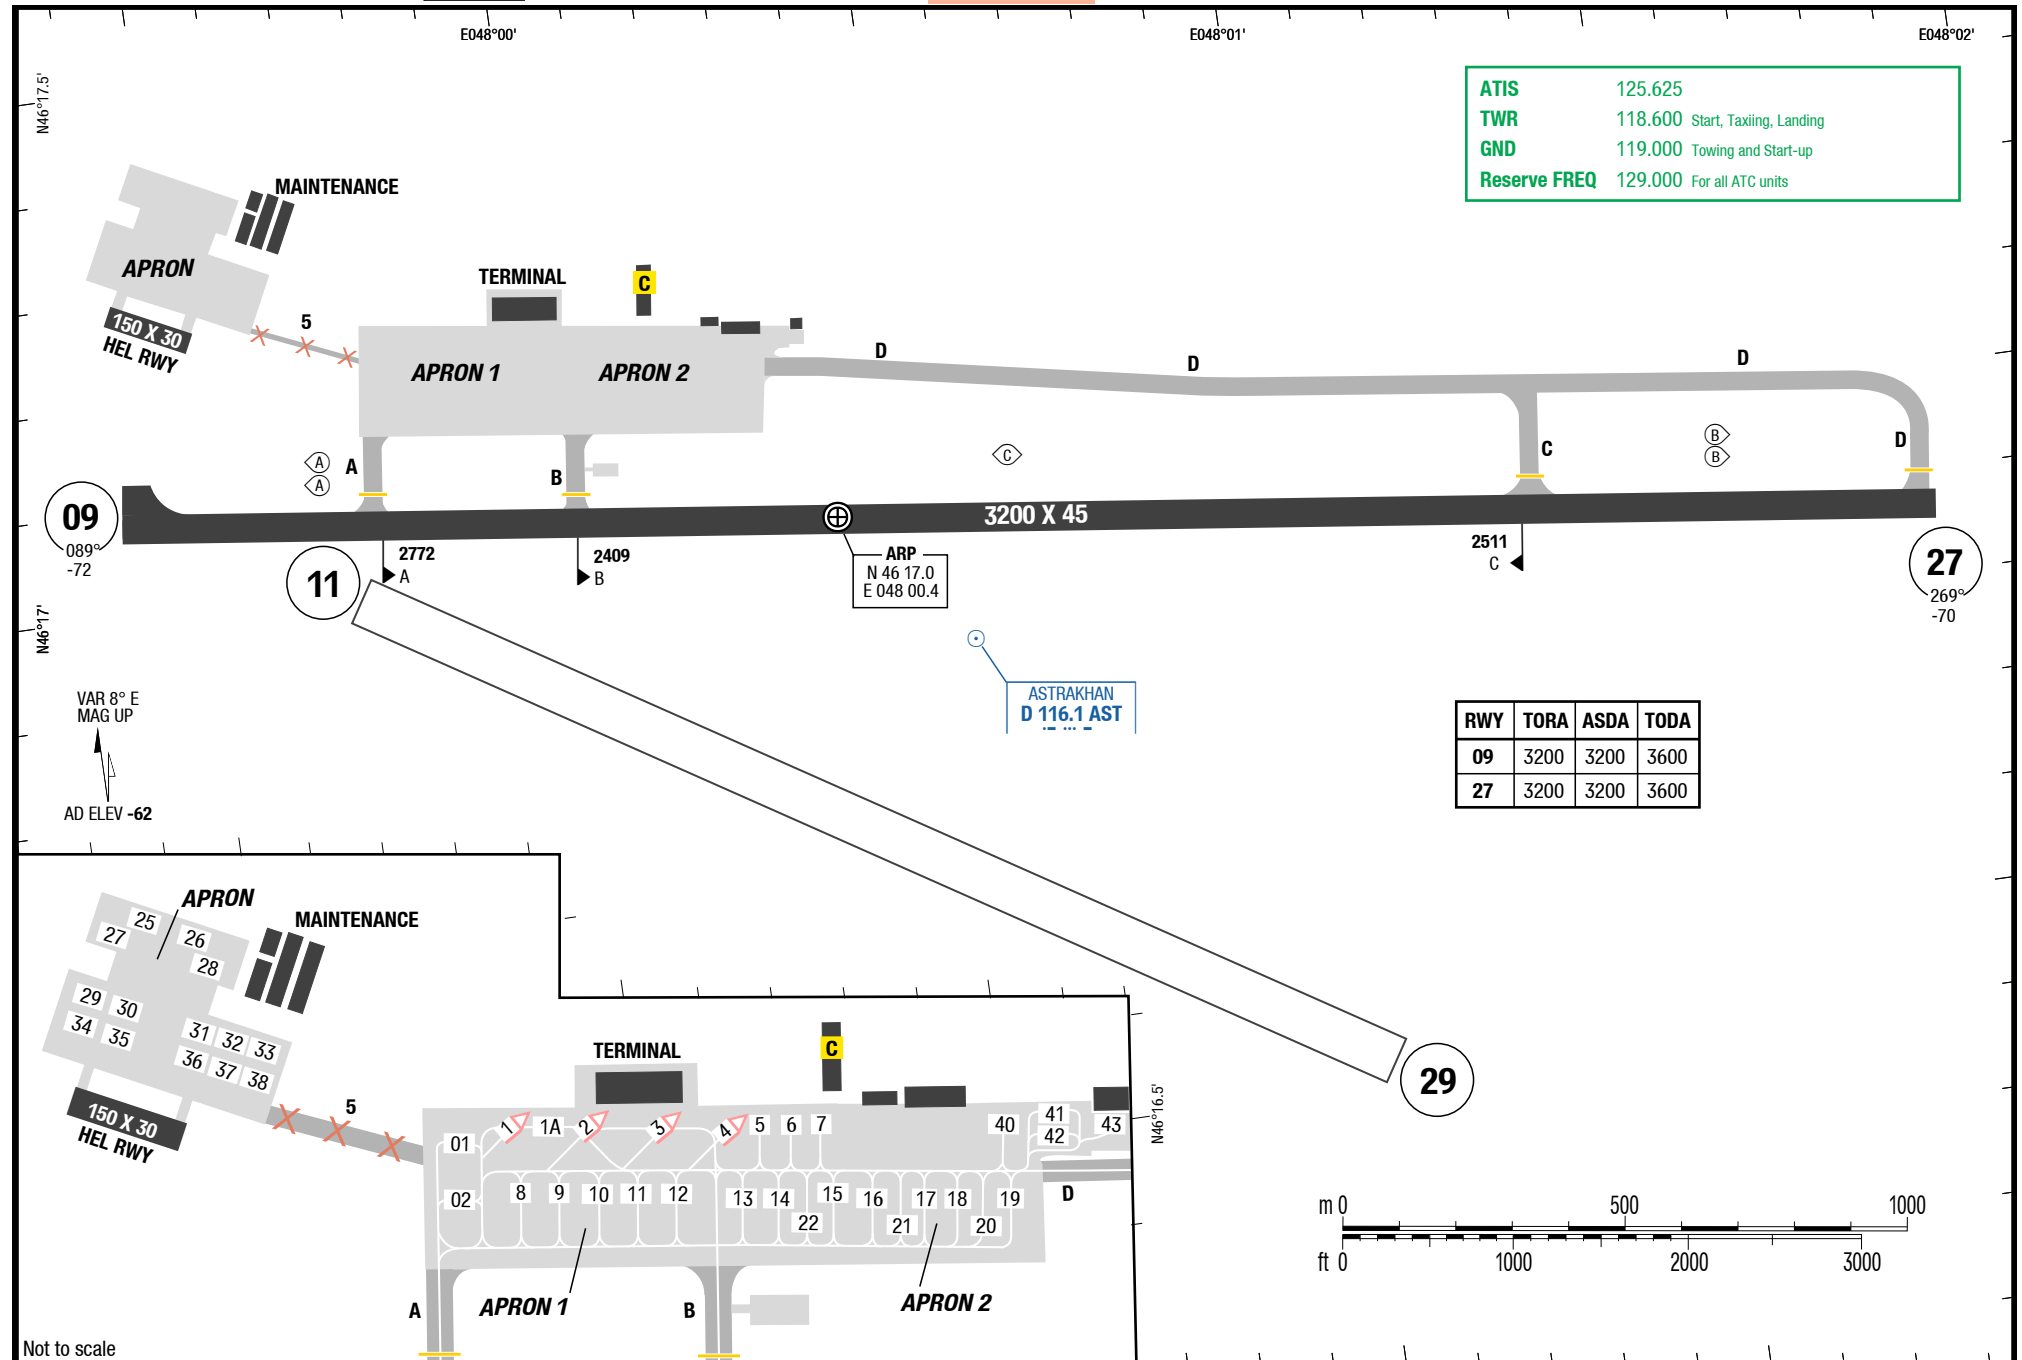 E048°00'
E048°01'
E048°02'
N46°17.5'
ATIS 125.625
TWR 118.600 Start, Taxiing, Landing
GND 119.000 Towing and Start-up
Reserve FREQ 129.000 For all ATC units
MAINTENANCE
APRON
TERMINAL
C
5
150 X 30
HEL RWY
APRON 1
APRON 2
D
D
D
A
A
A
B
C
C
B
B
D
09
089°
-72
3200 X 45
2772
A
2409
B
ARP
N 46 17.0
E 048 00.4
2511
C
27
269°
-70
11
N46°17'
ASTRAKHAN
D 116.1 AST
VAR 8° E
MAG UP
AD ELEV -62
RWY TORA ASDA TODA
09 3200 3200 3600
27 3200 3200 3600
29
APRON
MAINTENANCE
25
26
27
28
29
30
34
35
31
32
33
36
37
38
150 X 30
HEL RWY
5
TERMINAL
C
01
1
1A
2
3
4
5
6
7
40
41
42
43
N46°16.5'
02
8
9
10
11
12
13
14
15
16
17
18
19
22
21
20
D
A
APRON 1
B
APRON 2
m 0 500 1000
ft 0 1000 2000 3000
Not to scale